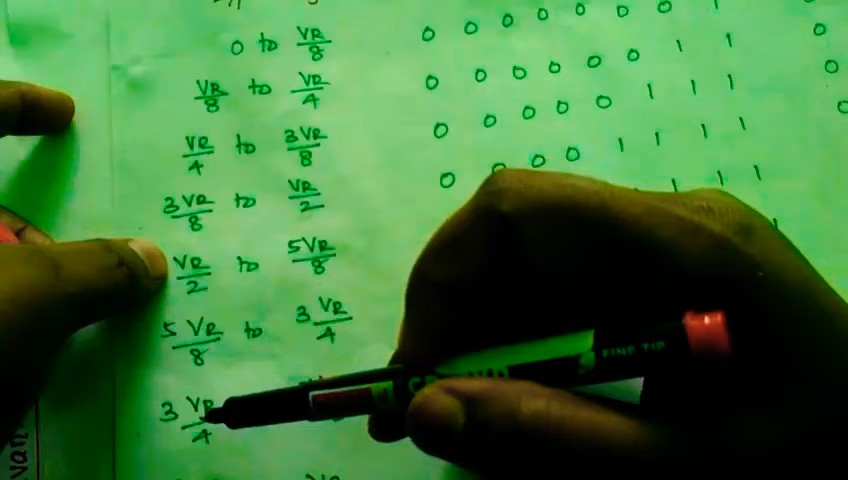 0 to VR/8 0 0 0 0 0 0 0 1 0
VR/8 to VR/4 0 0 0 0 0 0 1 1 0
VR/4 to 3VR/8 0 0 0 0 0 1 1 1 0
3VR/8 to VR/2 0 0 0 0 1 1 1 1
VR/2 to 5VR/8
5VR/8 to 3VR/4
3VR/4
FINE TIP